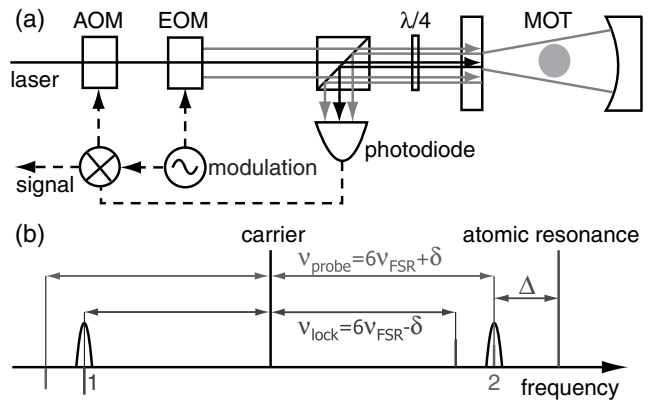 (a) AOM EOM λ/4 MOT
laser
photodiode
modulation
signal
(b) carrier atomic resonance
ν_probe=6ν_FSR+δ
Δ
ν_lock=6ν_FSR-δ
1 2
frequency